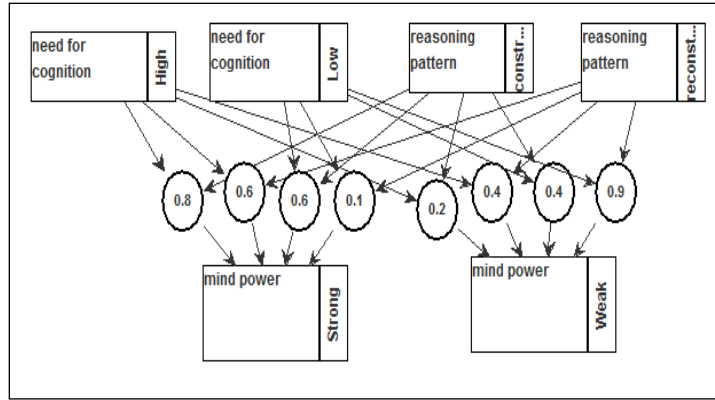 need for
cognition
High
need for
cognition
Low
reasoning
pattern
constr...
reasoning
pattern
reconst...
0.8
0.6
0.6
0.1
0.2
0.4
0.4
0.9
mind power
Strong
mind power
Weak